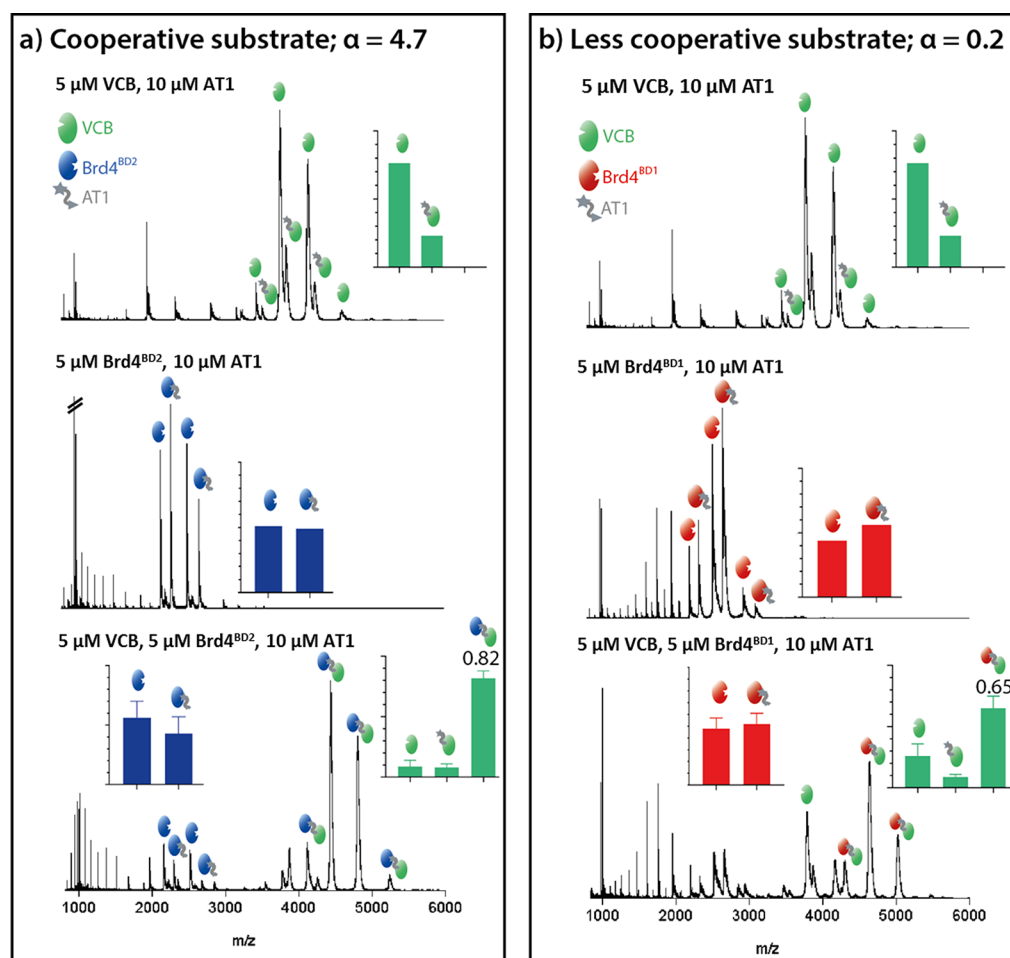 a) Cooperative substrate; α = 4.7
5 μM VCB, 10 μM AT1
VCB
Brd4BD2
AT1
5 μM Brd4BD2, 10 μM AT1
5 μM VCB, 5 μM Brd4BD2, 10 μM AT1
0.82
1000 2000 3000 4000 5000 6000
m/z
b) Less cooperative substrate; α = 0.2
5 μM VCB, 10 μM AT1
VCB
Brd4BD1
AT1
5 μM Brd4BD1, 10 μM AT1
5 μM VCB, 5 μM Brd4BD1, 10 μM AT1
0.65
1000 2000 3000 4000 5000 6000
m/z